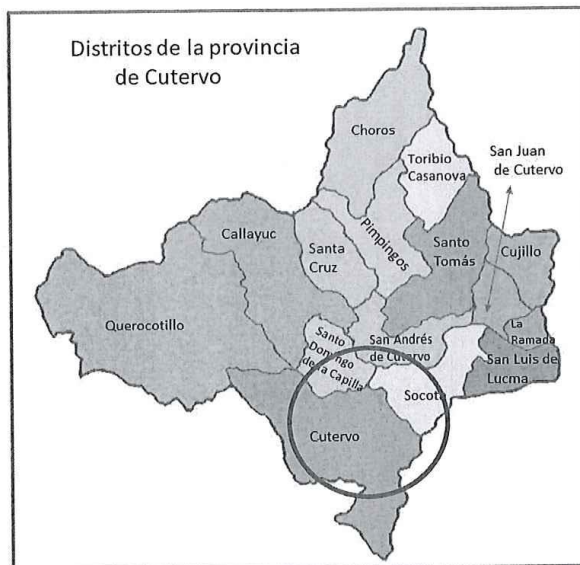 Distritos de la provincia
de Cutervo
Choros
Toribio
Casanova
San Juan
de Cutervo
Callayuc
Santa
Cruz
Pimpingos
Santo
Tomás
Cujillo
Querocotillo
Santo
Domingo
de la Capilla
San Andrés
de Cutervo
La
Ramada
San Luis de
Lucma
Socota
Cutervo